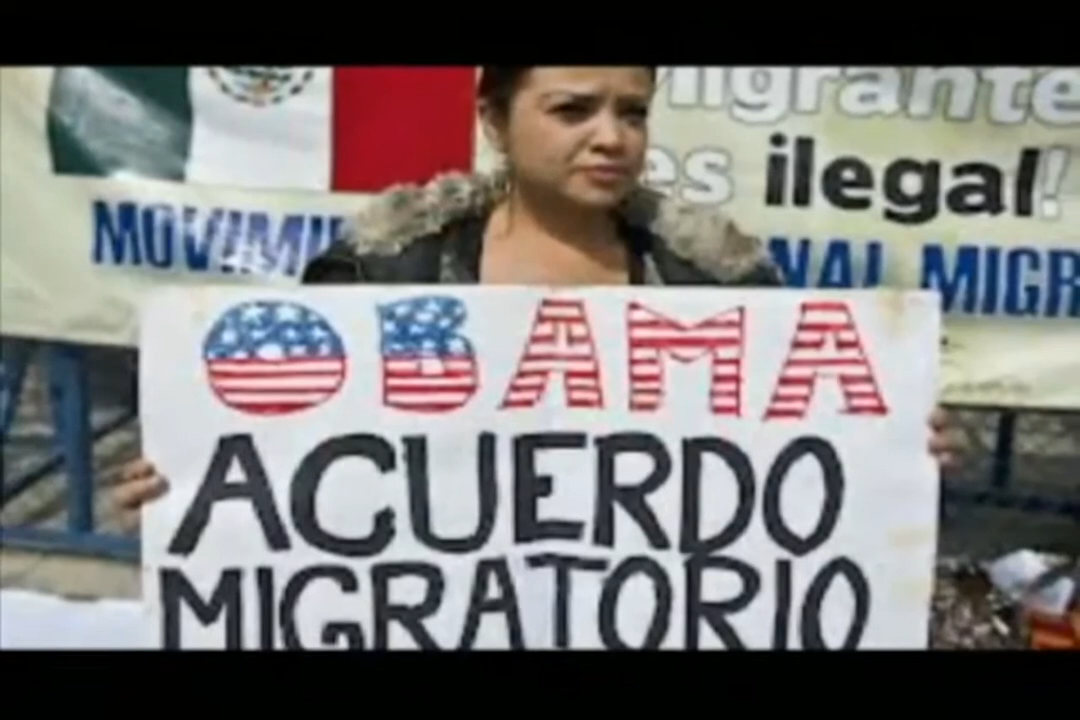 Migrante
es ilegal!
MOVIMI NAL MIGR
OBAMA
ACUERDO
MIGRATORIO